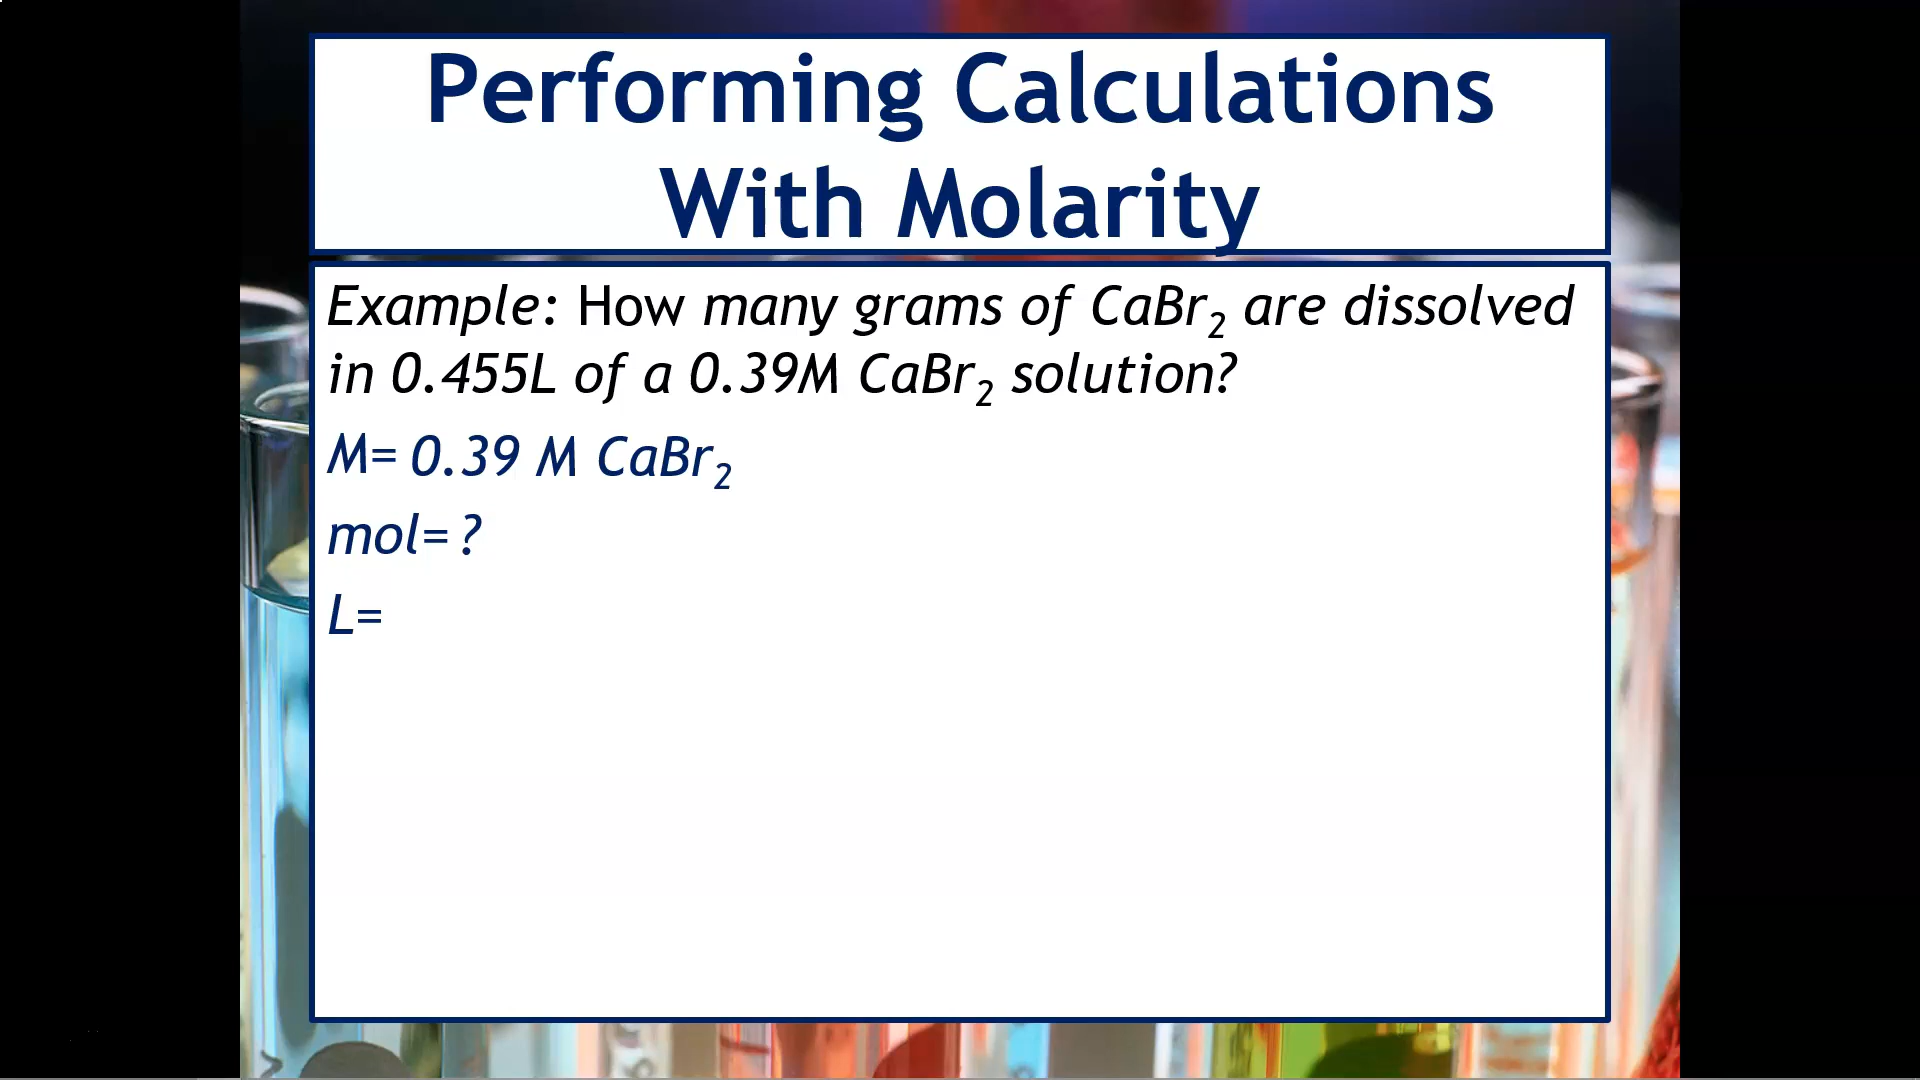 Performing Calculations
With Molarity
Example: How many grams of CaBr₂ are dissolved
in 0.455L of a 0.39M CaBr₂ solution?
M= 0.39 M CaBr₂
mol= ?
L=